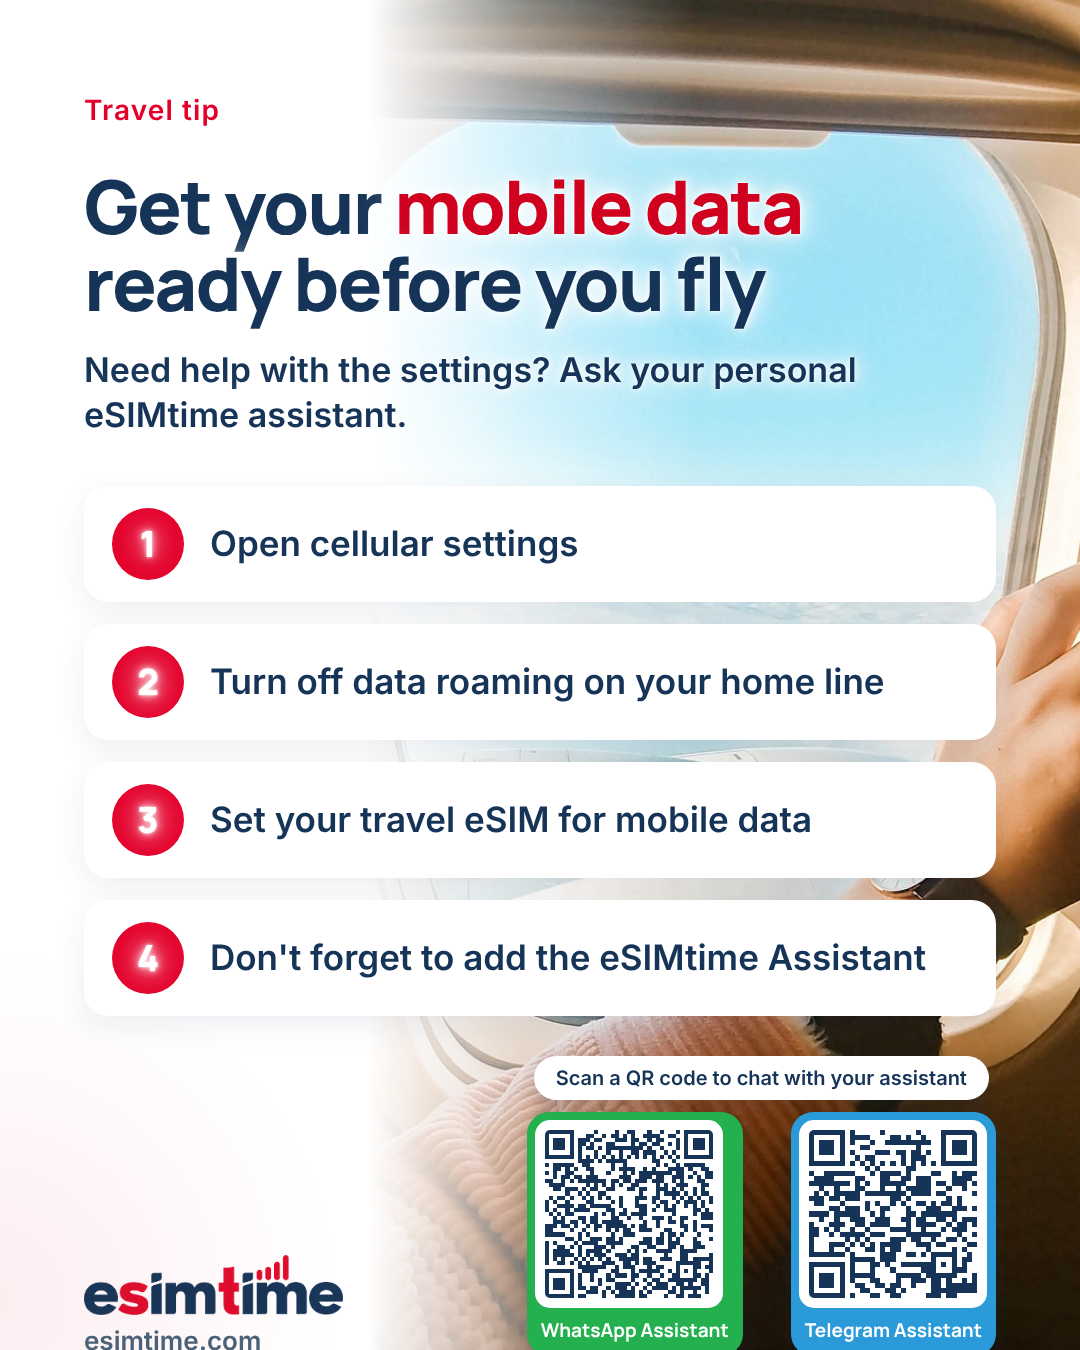 Travel tip
Get your mobile data
ready before you fly
Need help with the settings? Ask your personal
eSIMtime assistant.
1 Open cellular settings
2 Turn off data roaming on your home line
3 Set your travel eSIM for mobile data
4 Don't forget to add the eSIMtime Assistant
Scan a QR code to chat with your assistant
WhatsApp Assistant
Telegram Assistant
esimtime
esimtime.com